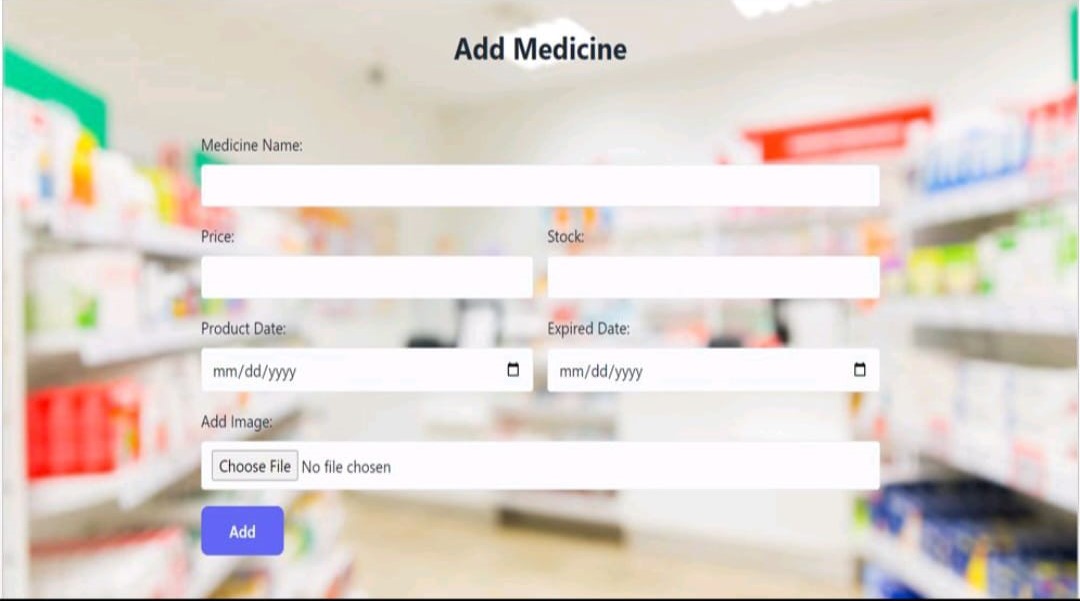 Add Medicine
Medicine Name:
Price: Stock:
Product Date: Expired Date:
mm/dd/yyyy mm/dd/yyyy
Add Image:
Choose File No file chosen
Add